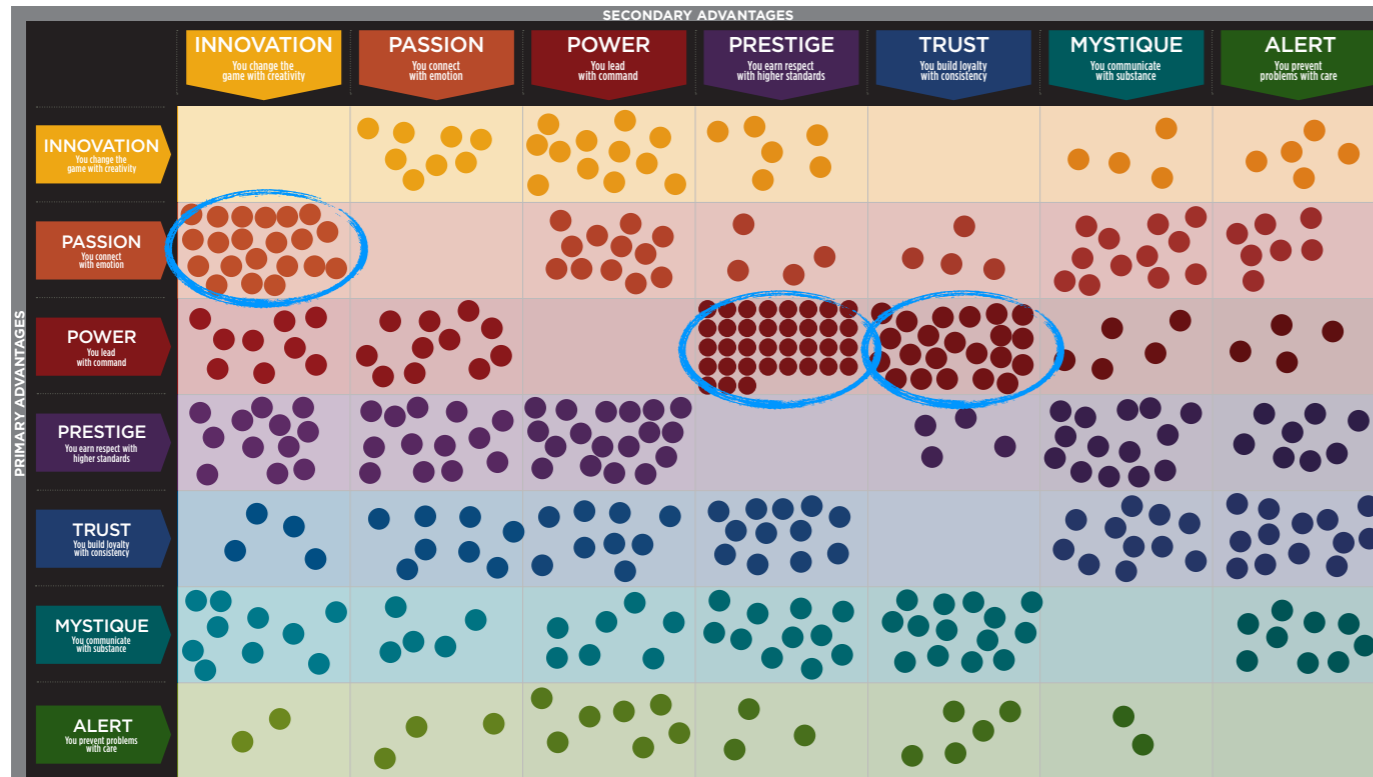 SECONDARY ADVANTAGES
INNOVATION
You change the
game with creativity
PASSION
You connect
with emotion
POWER
You lead
with command
PRESTIGE
You earn respect
with higher standards
TRUST
You build loyalty
with consistency
MYSTIQUE
You communicate
with substance
ALERT
You prevent
problems with care
PRIMARY ADVANTAGES
INNOVATION
You change the
game with creativity
PASSION
You connect
with emotion
POWER
You lead
with command
PRESTIGE
You earn respect with
higher standards
TRUST
You build loyalty
with consistency
MYSTIQUE
You communicate
with substance
ALERT
You prevent problems
with care